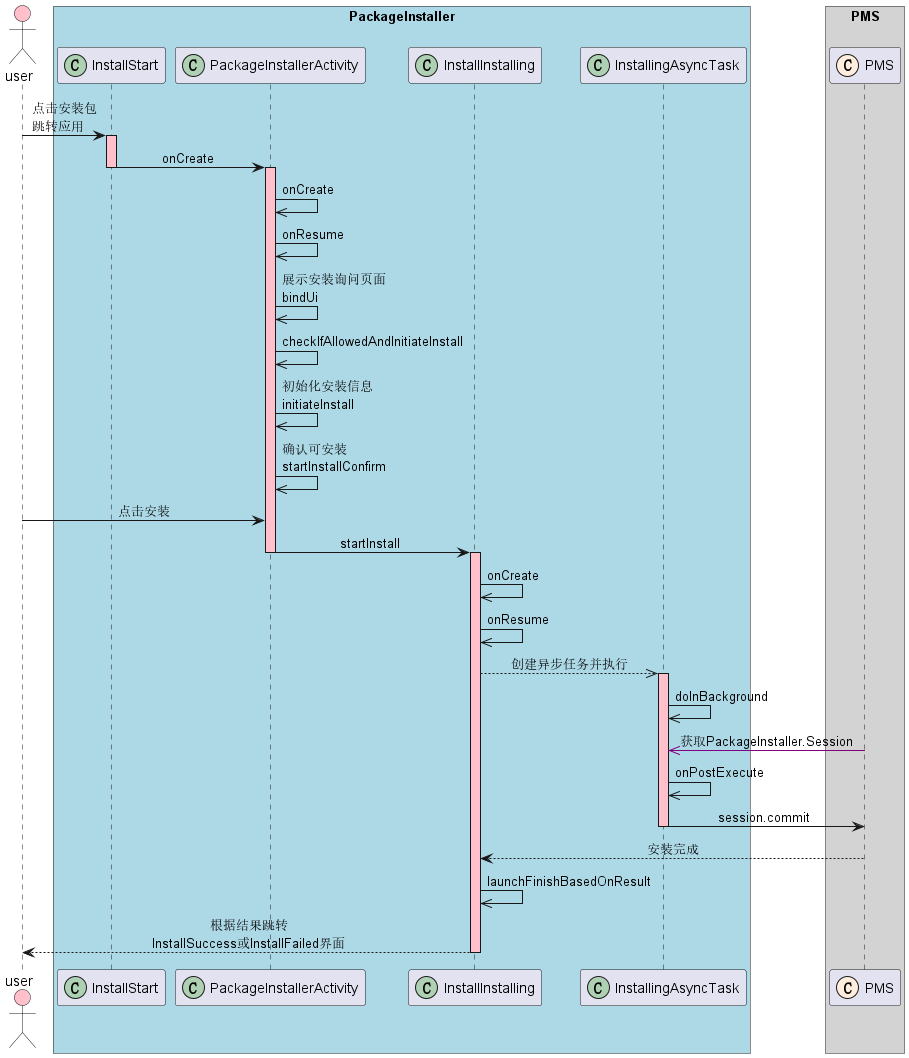 PackageInstaller
PMS
user
C InstallStart
C PackageInstallerActivity
C InstallInstalling
C InstallingAsyncTask
C PMS
点击安装包
跳转应用
onCreate
onCreate
onResume
展示安装询问页面
bindUi
checkIfAllowedAndInitiateInstall
初始化安装信息
initiateInstall
确认可安装
startInstallConfirm
点击安装
startInstall
onCreate
onResume
创建异步任务并执行
doInBackground
获取PackageInstaller.Session
onPostExecute
session.commit
安装完成
launchFinishBasedOnResult
根据结果跳转
InstallSuccess或InstallFailed界面
user
C InstallStart
C PackageInstallerActivity
C InstallInstalling
C InstallingAsyncTask
C PMS